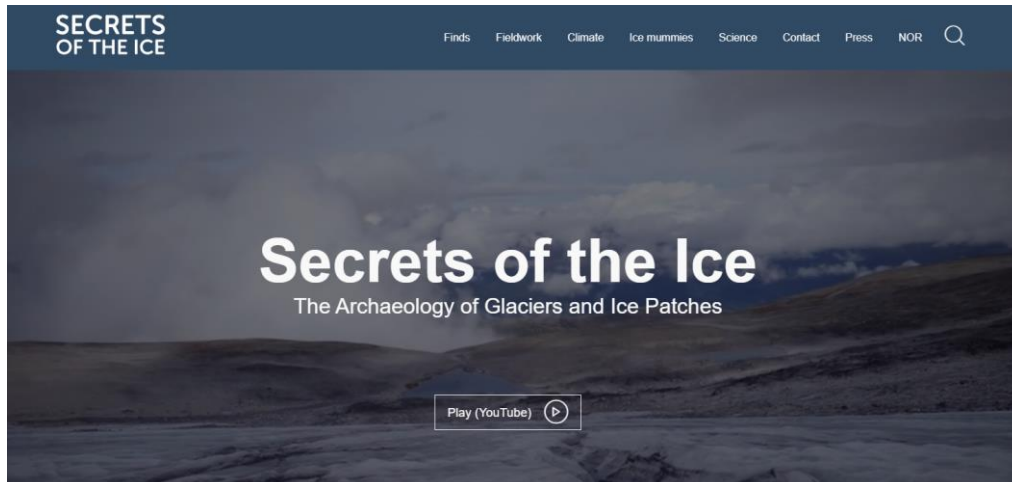 SECRETS
OF THE ICE
Finds Fieldwork Climate Ice mummies Science Contact Press NOR
Secrets of the Ice
The Archaeology of Glaciers and Ice Patches
Play (YouTube)